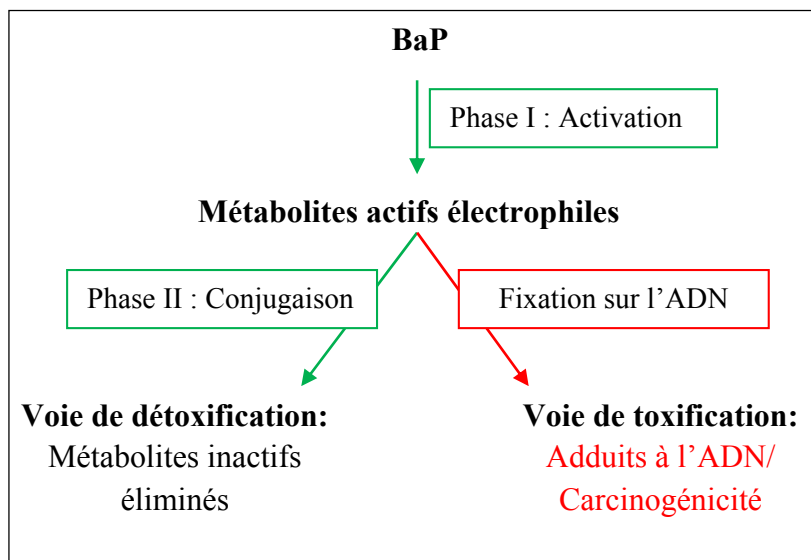 BaP
Phase I : Activation
Métabolites actifs électrophiles
Phase II : Conjugaison
Fixation sur l’ADN
Voie de détoxification:
Métabolites inactifs
éliminés
Voie de toxification:
Adduits à l’ADN/
Carcinogénicité